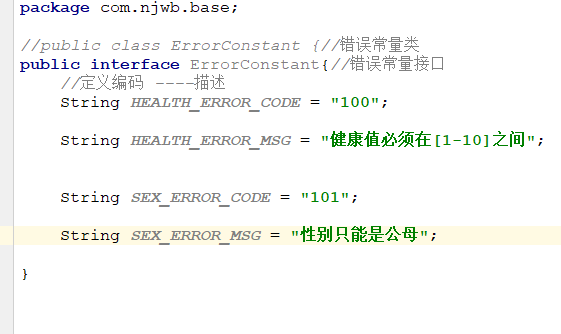 package com.njwb.base;
//public class ErrorConstant {//错误常量类
public interface ErrorConstant{//错误常量接口
//定义编码 ----描述
String HEALTH_ERROR_CODE = "100";
String HEALTH_ERROR_MSG = "健康值必须在[1-10]之间";
String SEX_ERROR_CODE = "101";
String SEX_ERROR_MSG = "性别只能是公母";
}